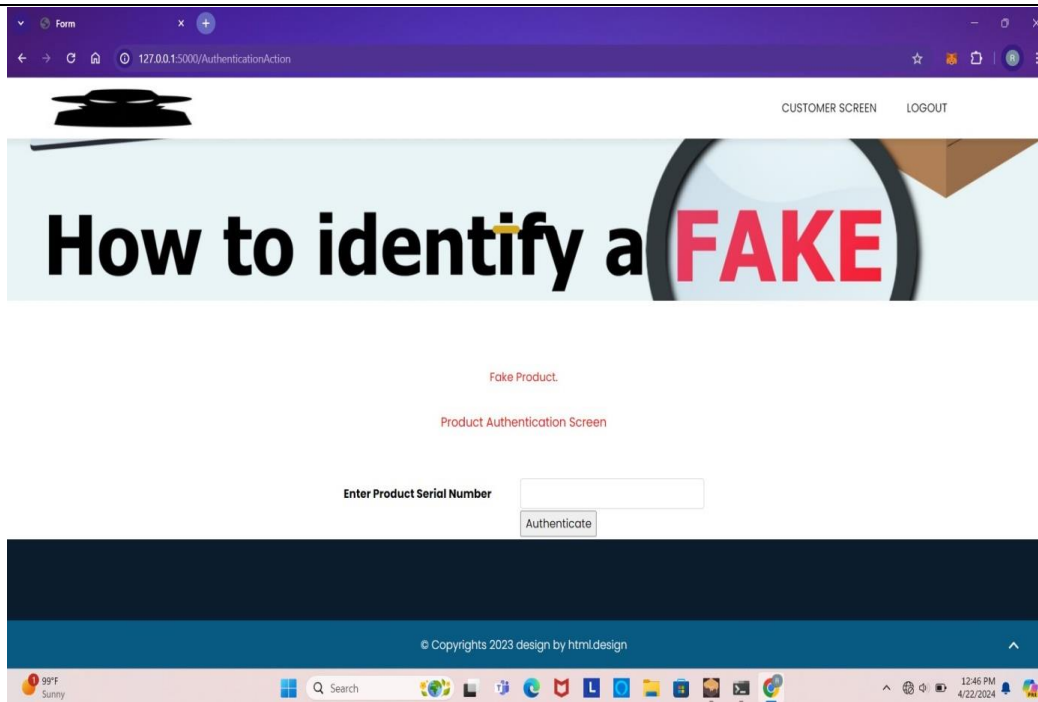 Form
127.0.0.1:5000/AuthenticationAction
R
CUSTOMER SCREEN LOGOUT
How to identify a FAKE
Fake Product.
Product Authentication Screen
Enter Product Serial Number
Authenticate
© Copyrights 2023 design by html.design
1
99°F
Sunny
Search
L
12:46 PM
4/22/2024